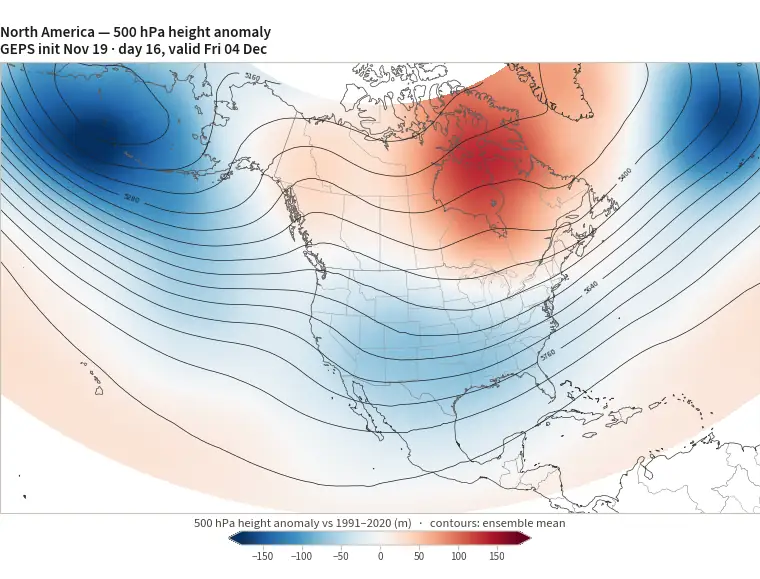 North America — 500 hPa height anomaly
GEPS init Nov 19 · day 16, valid Fri 04 Dec
5160
5280
5400
5640
5760
500 hPa height anomaly vs 1991–2020 (m) · contours: ensemble mean
−150 −100 −50 0 50 100 150